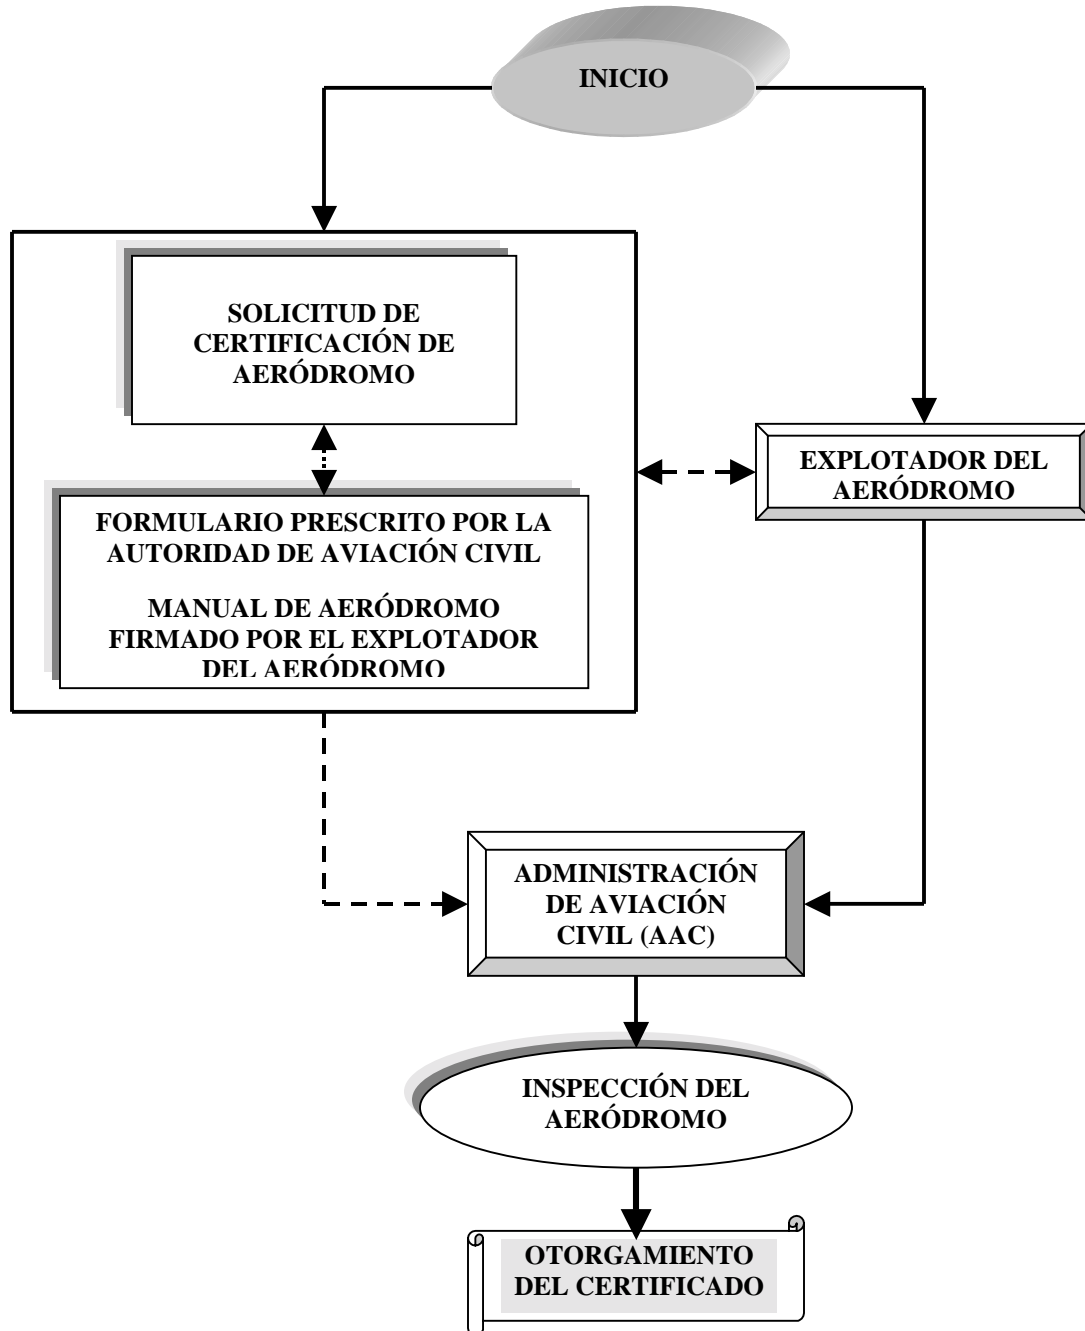 INICIO
SOLICITUD DE
CERTIFICACIÓN DE
AERÓDROMO
EXPLOTADOR DEL
AERÓDROMO
FORMULARIO PRESCRITO POR LA
AUTORIDAD DE AVIACIÓN CIVIL
MANUAL DE AERÓDROMO
FIRMADO POR EL EXPLOTADOR
DEL AERÓDROMO
ADMINISTRACIÓN
DE AVIACIÓN
CIVIL (AAC)
INSPECCIÓN DEL
AERÓDROMO
OTORGAMIENTO
DEL CERTIFICADO